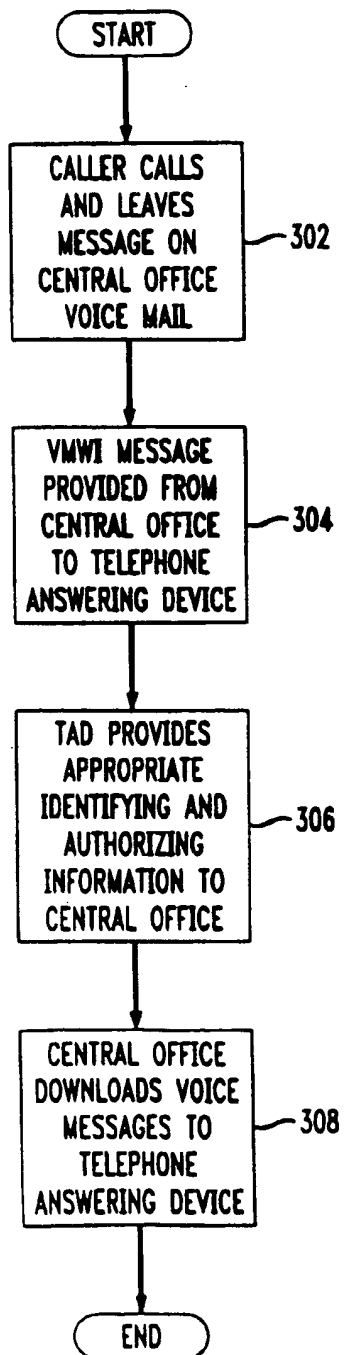 START
CALLER CALLS
AND LEAVES
MESSAGE ON
CENTRAL OFFICE
VOICE MAIL
302
VMWI MESSAGE
PROVIDED FROM
CENTRAL OFFICE
TO TELEPHONE
ANSWERING DEVICE
304
TAD PROVIDES
APPROPRIATE
IDENTIFYING AND
AUTHORIZING
INFORMATION TO
CENTRAL OFFICE
306
CENTRAL OFFICE
DOWNLOADS VOICE
MESSAGES TO
TELEPHONE
ANSWERING DEVICE
308
END